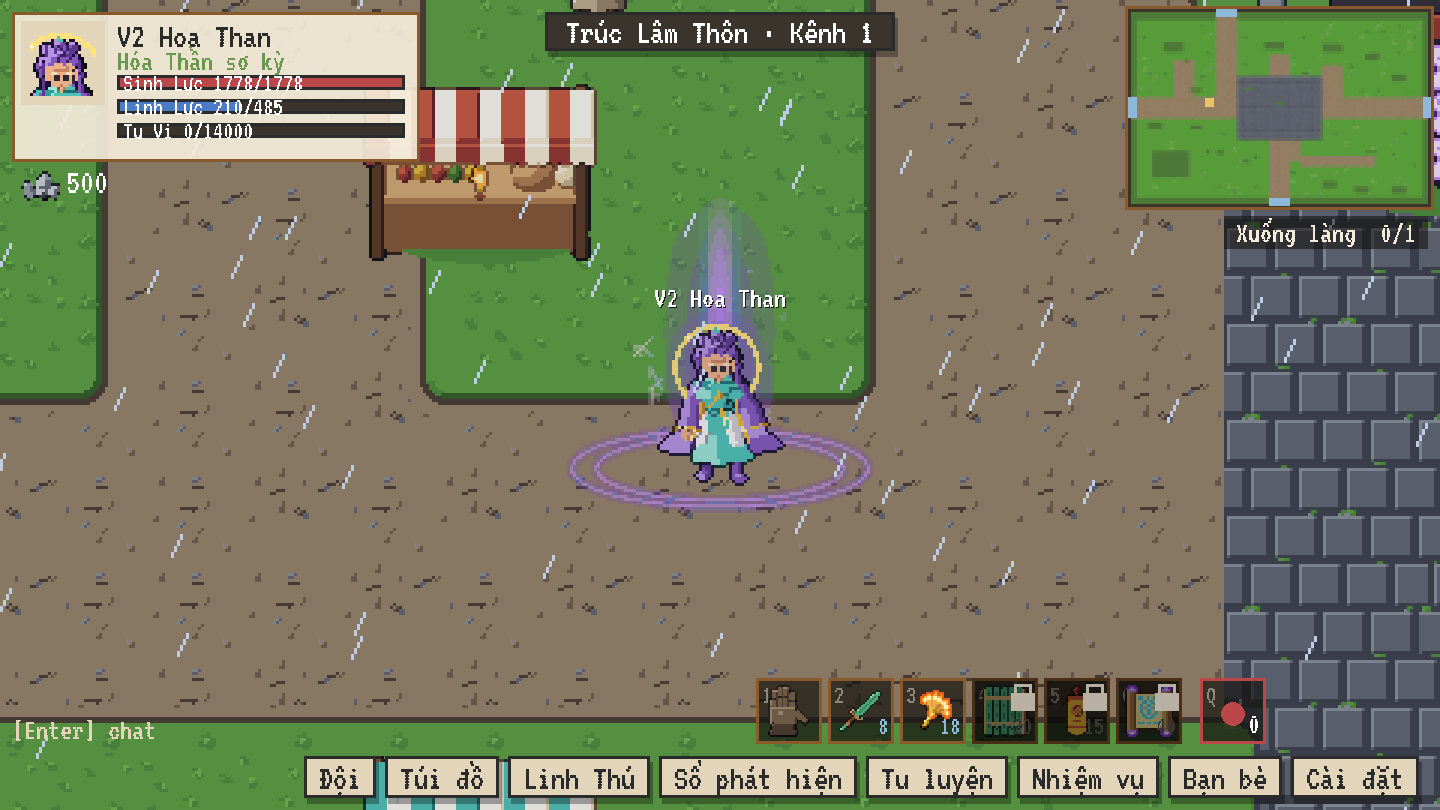 V2 Hoa Than
Hóa Thần sơ kỳ
Sinh Lực 1778/1778
Linh Lực 210/485
Tu Vi 0/14000
500
Trúc Lâm Thôn · Kênh 1
Xuống làng 0/1
V2 Hoa Than
[Enter] chat
1
2 8
3 18
5 15
Q 0
Đội
Túi đồ
Linh Thú
Sổ phát hiện
Tu luyện
Nhiệm vụ
Bạn bè
Cài đặt